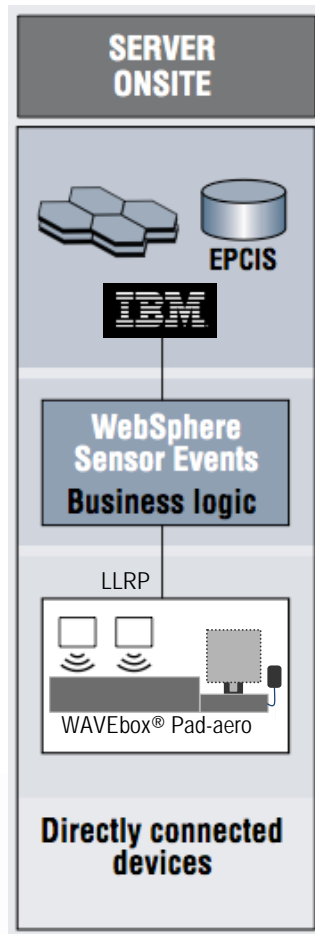 SERVER
ONSITE
EPCIS
IBM
WebSphere
Sensor Events
Business logic
LLRP
WAVEbox® Pad-aero
Directly connected
devices